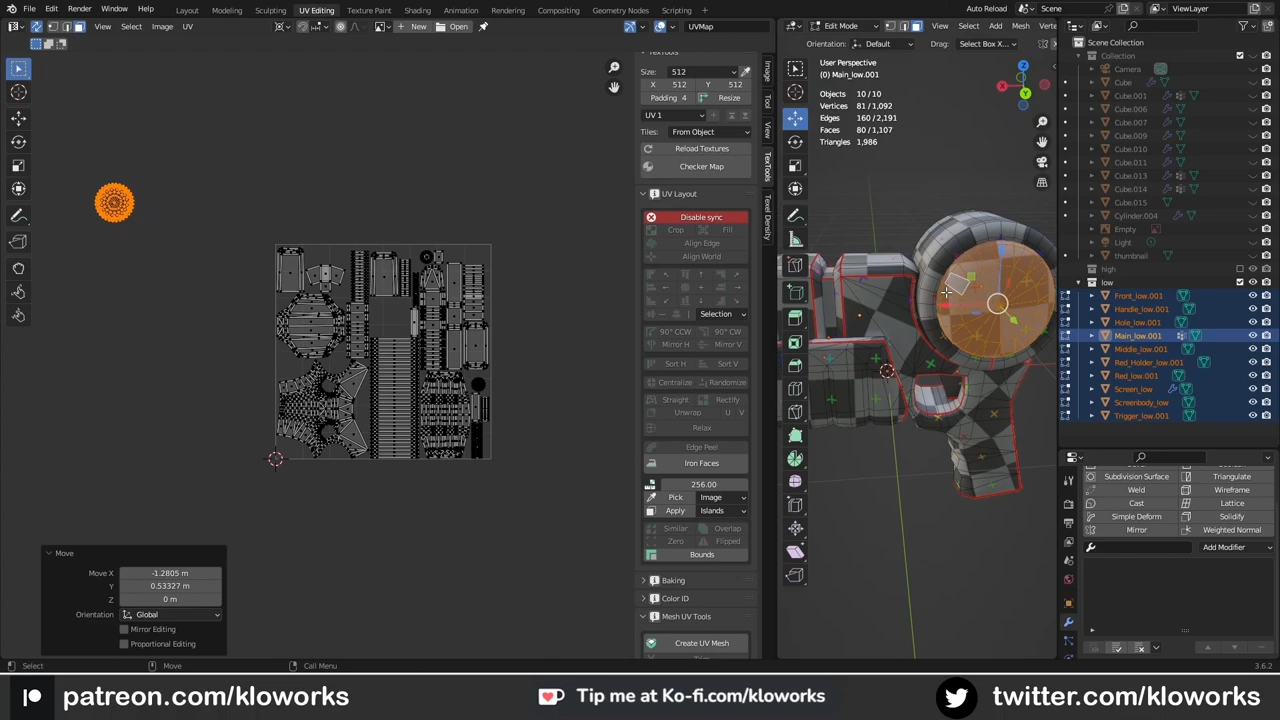 File Edit Render Window Help Layout Modeling Sculpting UV Editing Texture Paint Shading Animation Rendering Compositing Geometry Nodes Scripting Auto Reload Scene ViewLayer
View Select Image UV New Open UVMap
Edit Mode View Select Add Mesh
Orientation: Default Drag: Select Box X...
TexTools
Size: 512
X 512 Y 512
Padding 4 Resize
UV 1
Tiles: From Object
Reload Textures
Checker Map
UV Layout
Disable sync
Crop Fill
Align Edge
Align World
Selection
90° CCW 90° CW
Mirror H Mirror V
Sort H Sort V
Centralize Randomize
Straight Rectify
Unwrap U V
Relax
Edge Peel
Iron Faces
256.00
Pick Image
Apply Islands
Similar Overlap
Zero Flipped
Bounds
Baking
Color ID
Mesh UV Tools
Create UV Mesh
Image
Tool
View
TexTools
Texel Density
Move
Move X -1.2805 m
Y 0.53327 m
Z 0 m
Orientation: Global
Mirror Editing
Proportional Editing
User Perspective
(0) Main_low.001
Objects 10/10
Vertices 81/1,092
Edges 160/2,191
Faces 80/1,107
Triangles 1,986
Z
X
Y
Scene Collection
Collection
Camera
Cube
Cube.001
Cube.006
Cube.007
Cube.009
Cube.010
Cube.011
Cube.013
Cube.014
Cube.015
Cylinder.004
Empty
Light
thumbnail
high
low
Front_low.001
Handle_low.001
Hole_low.001
Main_low.001
Middle_low.001
Red_Holder_low.001
Red_low.001
Screen_low
Screenbody_low
Trigger_low.001
Subdivision Surface Triangulate
Weld Wireframe
Cast Lattice
Simple Deform Solidify
Mirror Weighted Normal
Add Modifier
Select Move Call Menu 3.6.2
patreon.com/kloworks Tip me at Ko-fi.com/kloworks twitter.com/kloworks